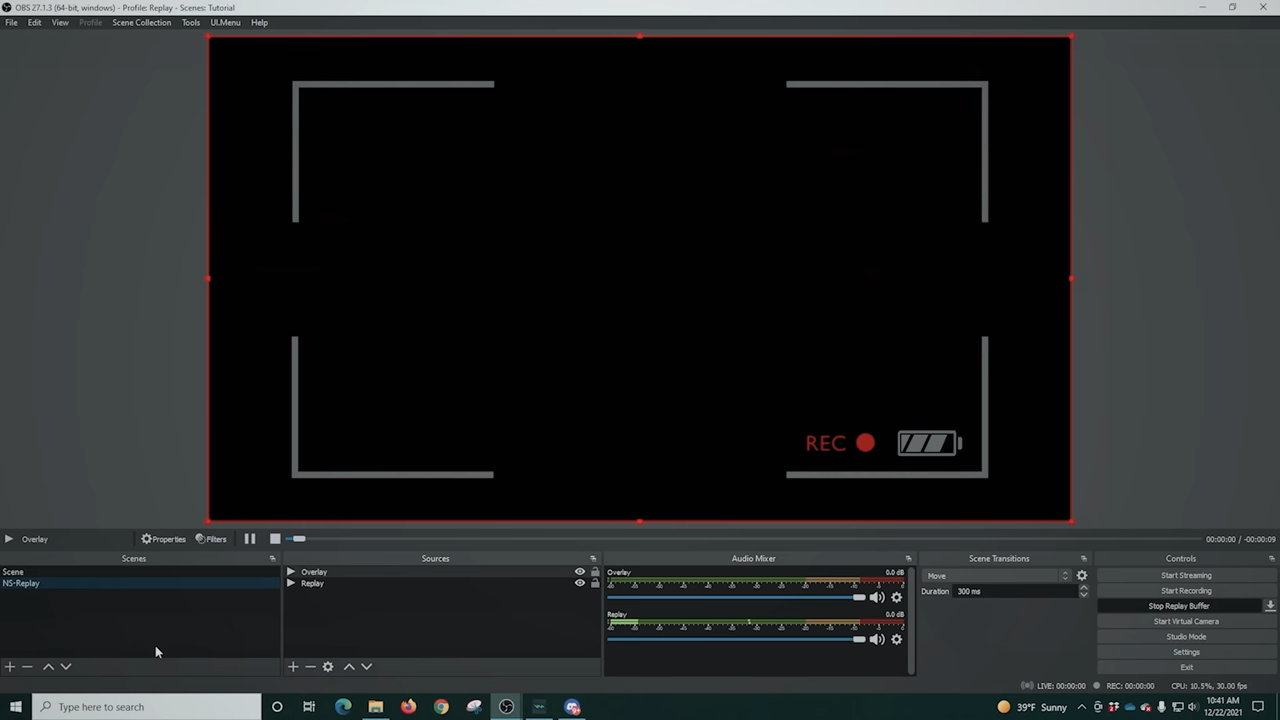 OBS 27.1.3 (64-bit, windows) - Profile: Replay - Scenes: Tutorial
File Edit View Profile Scene Collection Tools UI.Menu Help
REC
Overlay Properties Filters 00:00:00 / -00:00:09
Scenes Sources Audio Mixer Scene Transitions Controls
Scene
NS-Replay
Overlay
Replay
Overlay 0.0 dB
Replay 0.0 dB
Move
Duration 300 ms
Start Streaming
Start Recording
Stop Replay Buffer
Start Virtual Camera
Studio Mode
Settings
Exit
LIVE: 00:00:00 REC: 00:00:00 CPU: 10.5%, 30.00 fps
Type here to search
39°F Sunny
10:41 AM
12/22/2021